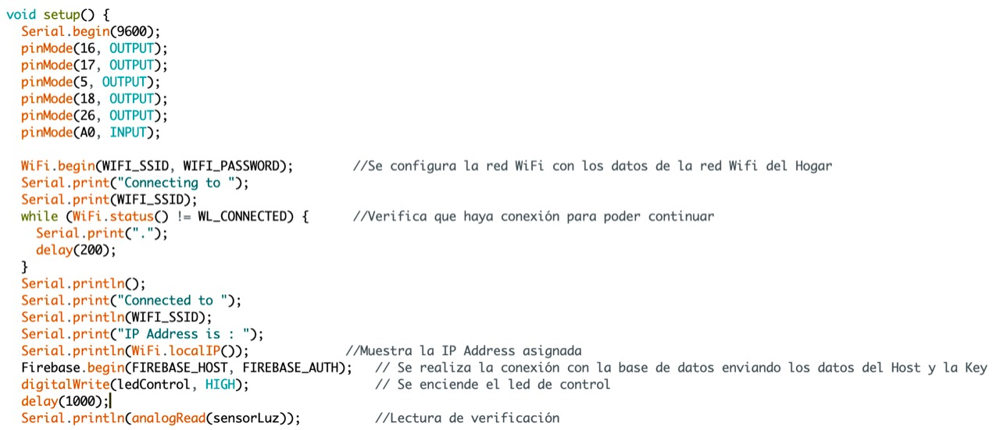 void setup() {
Serial.begin(9600);
pinMode(16, OUTPUT);
pinMode(17, OUTPUT);
pinMode(5, OUTPUT);
pinMode(18, OUTPUT);
pinMode(26, OUTPUT);
pinMode(A0, INPUT);
WiFi.begin(WIFI_SSID, WIFI_PASSWORD); //Se configura la red WiFi con los datos de la red Wifi del Hogar
Serial.print("Connecting to ");
Serial.print(WIFI_SSID);
while (WiFi.status() != WL_CONNECTED) { //Verifica que haya conexión para poder continuar
Serial.print(".");
delay(200);
}
Serial.println();
Serial.print("Connected to ");
Serial.println(WIFI_SSID);
Serial.print("IP Address is : ");
Serial.println(WiFi.localIP()); //Muestra la IP Address asignada
Firebase.begin(FIREBASE_HOST, FIREBASE_AUTH); // Se realiza la conexión con la base de datos enviando los datos del Host y la Key
digitalWrite(ledControl, HIGH); // Se enciende el led de control
delay(1000);
Serial.println(analogRead(sensorLuz)); //Lectura de verificación